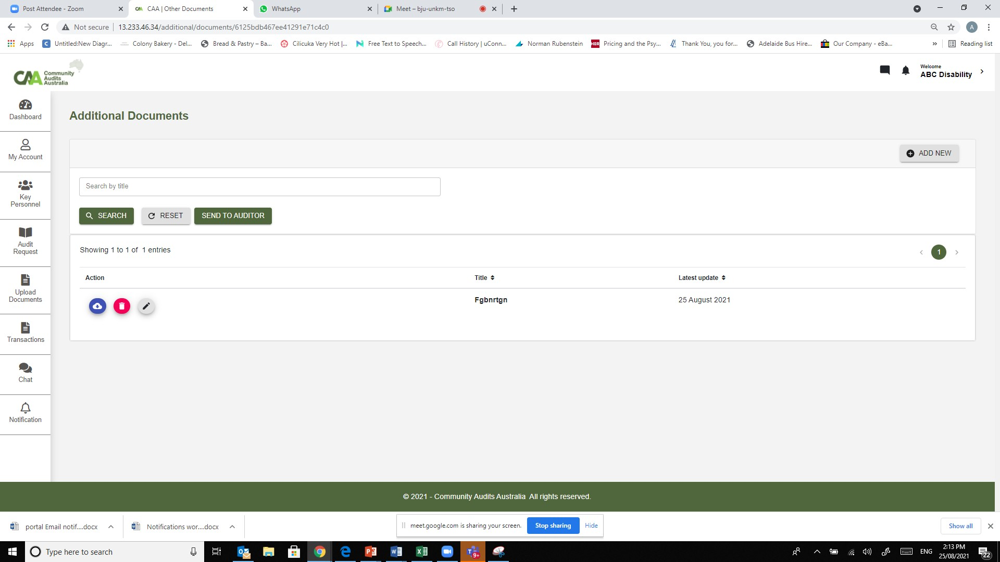 Post Attendee - Zoom
CAA | Other Documents
WhatsApp
Meet – bju-unkm-tso
Not secure
13.233.46.34/additional/documents/6125bdb467ee41291e71c4c0
A
Apps
Untitled:New Diagr...
Colony Bakery - Del...
Bread & Pastry – Ba...
Cilicuka Very Hot |...
Free Text to Speech...
Call History | uConn...
Norman Rubenstein
HBR Pricing and the Psy...
Thank You, you for...
Adelaide Bus Hire...
Our Company - eBa...
»
Reading list
CAA Community
Audits
Australia
Welcome
ABC Disability
Dashboard
My Account
Key
Personnel
Audit
Request
Upload
Documents
Transactions
Chat
Notification
Additional Documents
ADD NEW
Search by title
SEARCH
RESET
SEND TO AUDITOR
Showing 1 to 1 of 1 entries
1
Action
Title
Latest update
Fgbnrtgn
25 August 2021
© 2021 - Community Audits Australia All rights reserved.
portal Email notif....docx
Notifications wor....docx
meet.google.com is sharing your screen.
Stop sharing
Hide
Show all
Type here to search
9+
ENG
2:13 PM
25/08/2021
22